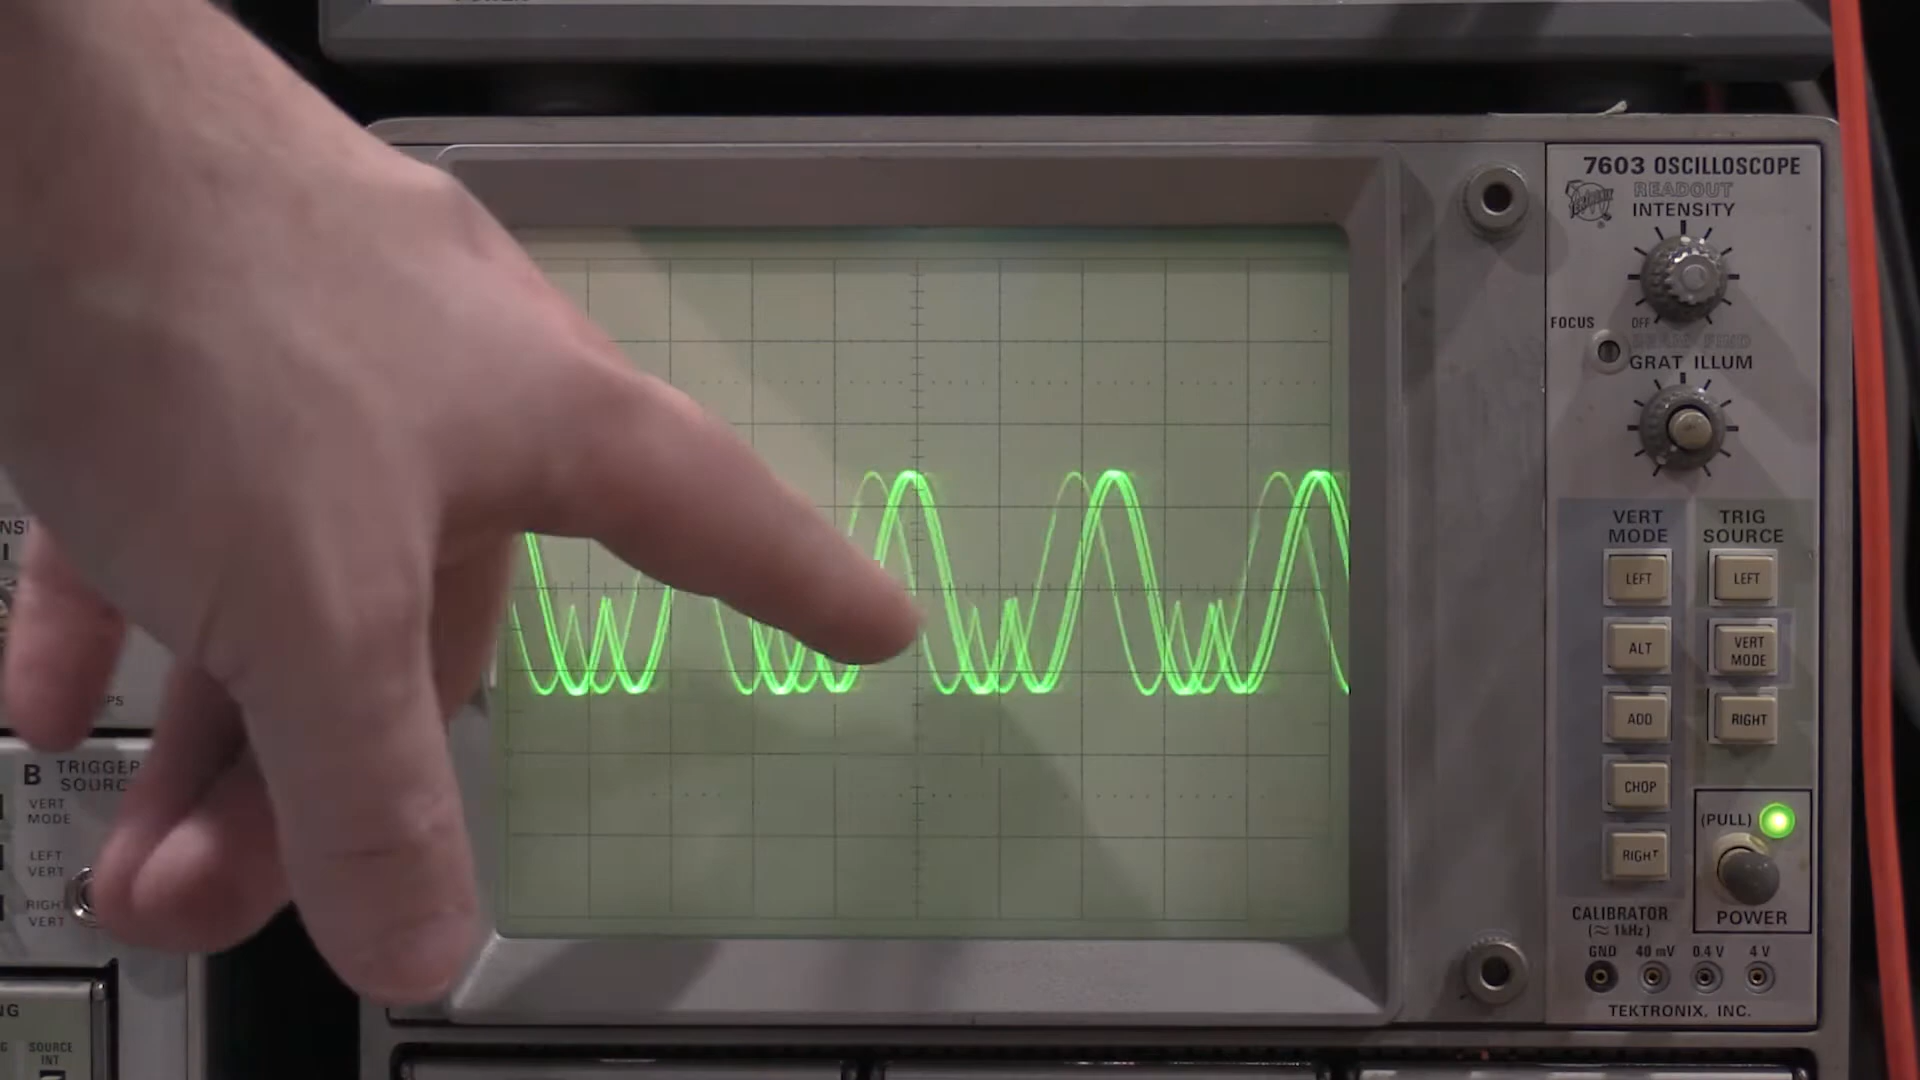 7603 OSCILLOSCOPE
READOUT
INTENSITY
OFF
FOCUS
BEAM FIND
GRAT ILLUM
VERT
MODE
TRIG
SOURCE
LEFT
LEFT
ALT
VERT
MODE
ADD
RIGHT
CHOP
(PULL)
RIGHT
POWER
CALIBRATOR
(≈ 1kHz)
GND
40 mV
0.4 V
4 V
TEKTRONIX, INC.
B TRIGGER
SOURC
VERT
MODE
LEFT
VERT
RIGHT
VERT
SOURCE
INT